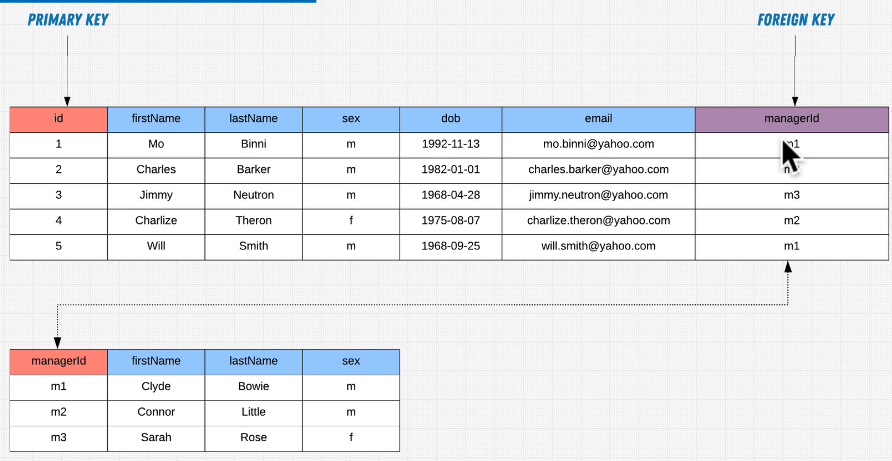 PRIMARY KEY FOREIGN KEY
id firstName lastName sex dob email managerId
1 Mo Binni m 1992-11-13 mo.binni@yahoo.com
2 Charles Barker m 1982-01-01 charles.barker@yahoo.com
3 Jimmy Neutron m 1968-04-28 jimmy.neutron@yahoo.com m3
4 Charlize Theron f 1975-08-07 charlize.theron@yahoo.com m2
5 Will Smith m 1968-09-25 will.smith@yahoo.com m1
managerId firstName lastName sex
m1 Clyde Bowie m
m2 Connor Little m
m3 Sarah Rose f